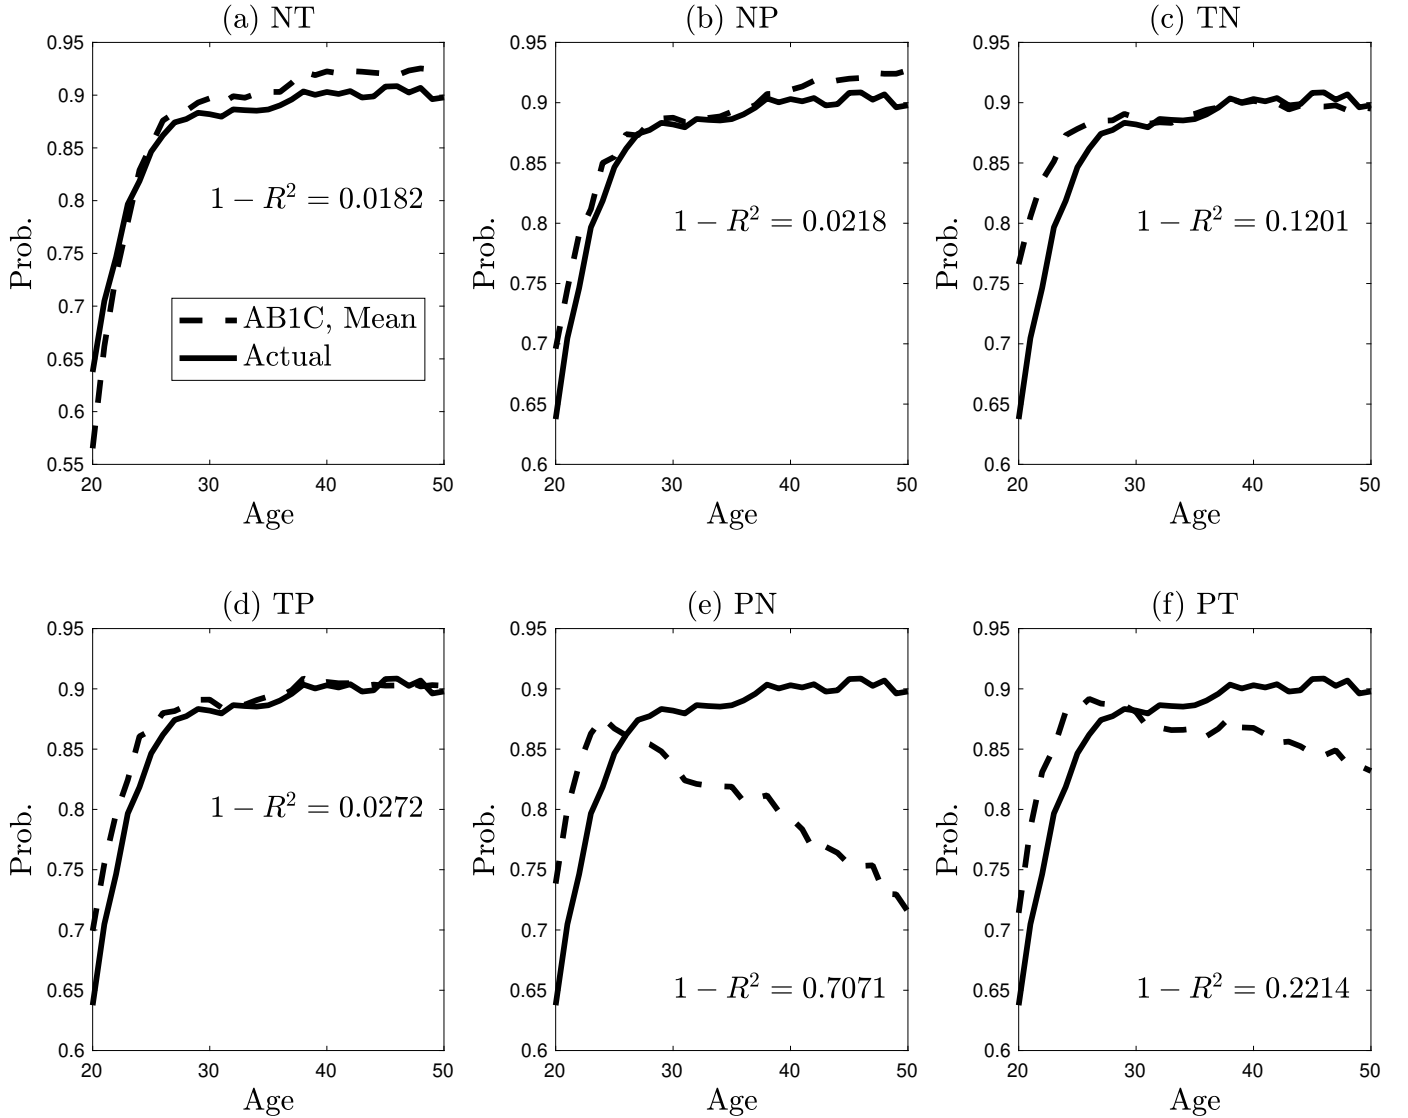 (a) NT
0.95
0.9
0.85
0.8
0.75
0.7
0.65
0.6
0.55
Prob.
1 − R² = 0.0182
AB1C, Mean
Actual
20 30 40 50
Age
(b) NP
0.95
0.9
0.85
0.8
0.75
0.7
0.65
0.6
Prob.
1 − R² = 0.0218
20 30 40 50
Age
(c) TN
0.95
0.9
0.85
0.8
0.75
0.7
0.65
0.6
Prob.
1 − R² = 0.1201
20 30 40 50
Age
(d) TP
0.95
0.9
0.85
0.8
0.75
0.7
0.65
0.6
Prob.
1 − R² = 0.0272
20 30 40 50
Age
(e) PN
0.95
0.9
0.85
0.8
0.75
0.7
0.65
0.6
Prob.
1 − R² = 0.7071
20 30 40 50
Age
(f) PT
0.95
0.9
0.85
0.8
0.75
0.7
0.65
0.6
Prob.
1 − R² = 0.2214
20 30 40 50
Age